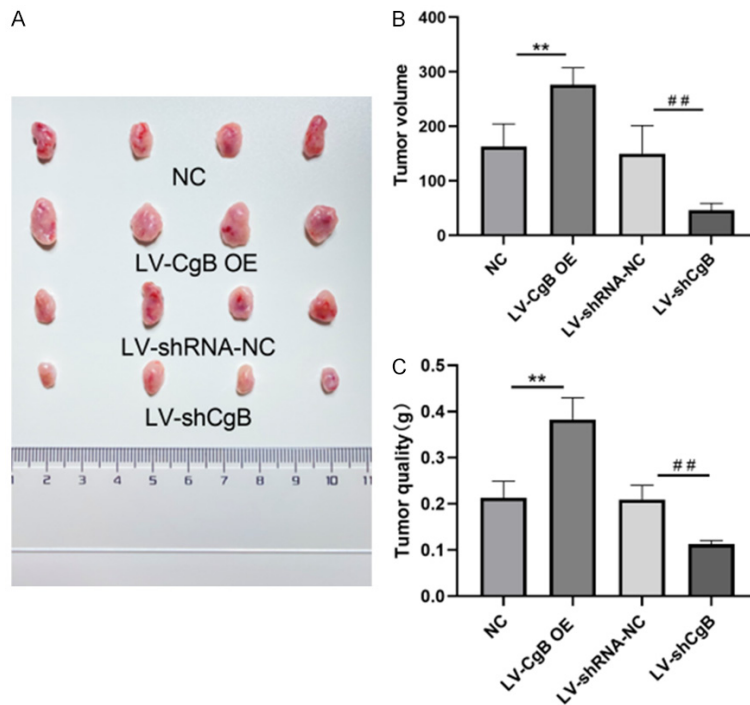 A
NC
LV-CgB OE
LV-shRNA-NC
LV-shCgB
1 2 3 4 5 6 7 8 9 10 11
B
Tumor volume
400
300
200
100
0
**
##
NC
LV-CgB OE
LV-shRNA-NC
LV-shCgB
C
Tumor quality(g)
0.5
0.4
0.3
0.2
0.1
0.0
**
##
NC
LV-CgB OE
LV-shRNA-NC
LV-shCgB